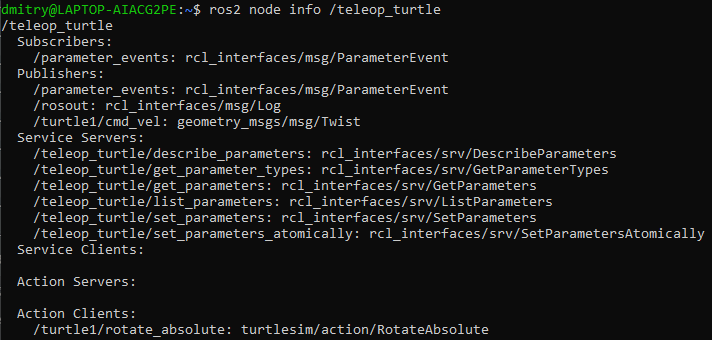 dmitry@LAPTOP-AIACG2PE:~$ ros2 node info /teleop_turtle
/teleop_turtle
  Subscribers:
    /parameter_events: rcl_interfaces/msg/ParameterEvent
  Publishers:
    /parameter_events: rcl_interfaces/msg/ParameterEvent
    /rosout: rcl_interfaces/msg/Log
    /turtle1/cmd_vel: geometry_msgs/msg/Twist
  Service Servers:
    /teleop_turtle/describe_parameters: rcl_interfaces/srv/DescribeParameters
    /teleop_turtle/get_parameter_types: rcl_interfaces/srv/GetParameterTypes
    /teleop_turtle/get_parameters: rcl_interfaces/srv/GetParameters
    /teleop_turtle/list_parameters: rcl_interfaces/srv/ListParameters
    /teleop_turtle/set_parameters: rcl_interfaces/srv/SetParameters
    /teleop_turtle/set_parameters_atomically: rcl_interfaces/srv/SetParametersAtomically
  Service Clients:

  Action Servers:

  Action Clients:
    /turtle1/rotate_absolute: turtlesim/action/RotateAbsolute